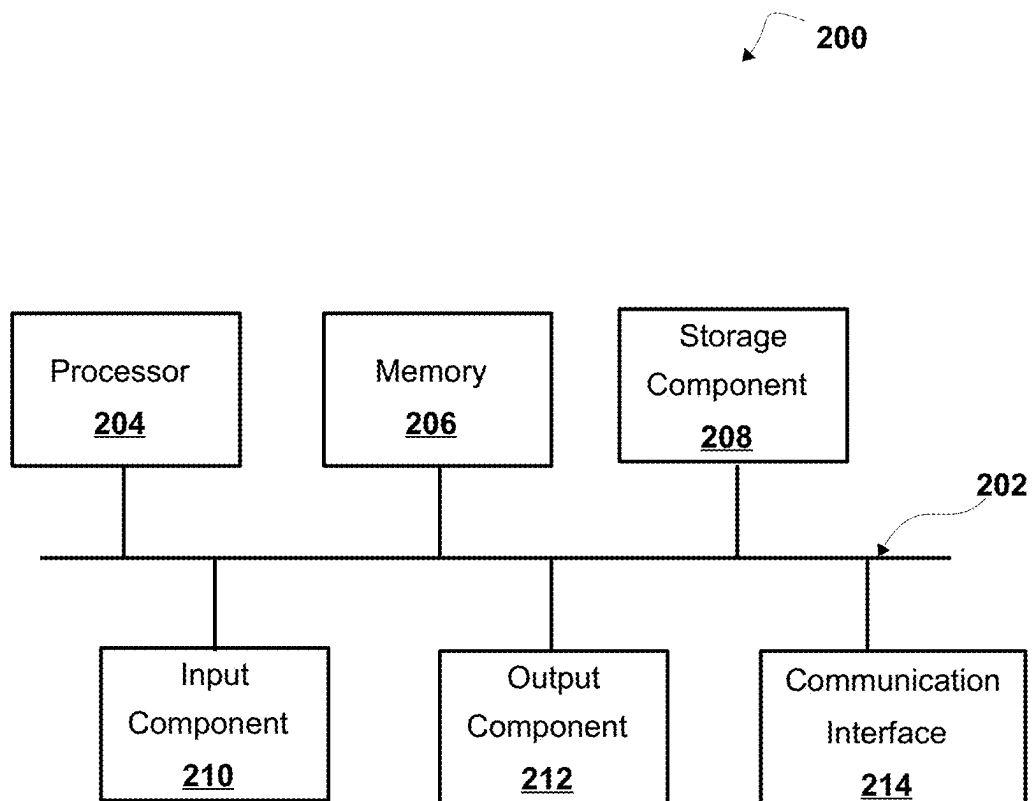 200
Processor
204
Memory
206
Storage
Component
208
202
Input
Component
210
Output
Component
212
Communication
Interface
214